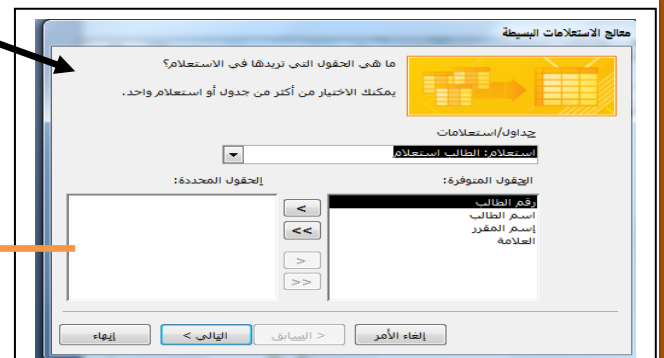 معالج الاستعلامات البسيطة
ما هي الحقول التي تريدها في الاستعلام؟
يمكنك الاختيار من أكثر من جدول أو استعلام واحد.
جداول/استعلامات
استعلام: الطالب استعلام
الحقول المتوفرة:
الحقول المحددة:
رقم الطالب
اسم الطالب
إسم المقرر
العلامة
<
<<
>
>>
إلغاء الأمر
< السابق
التالي >
إنهاء